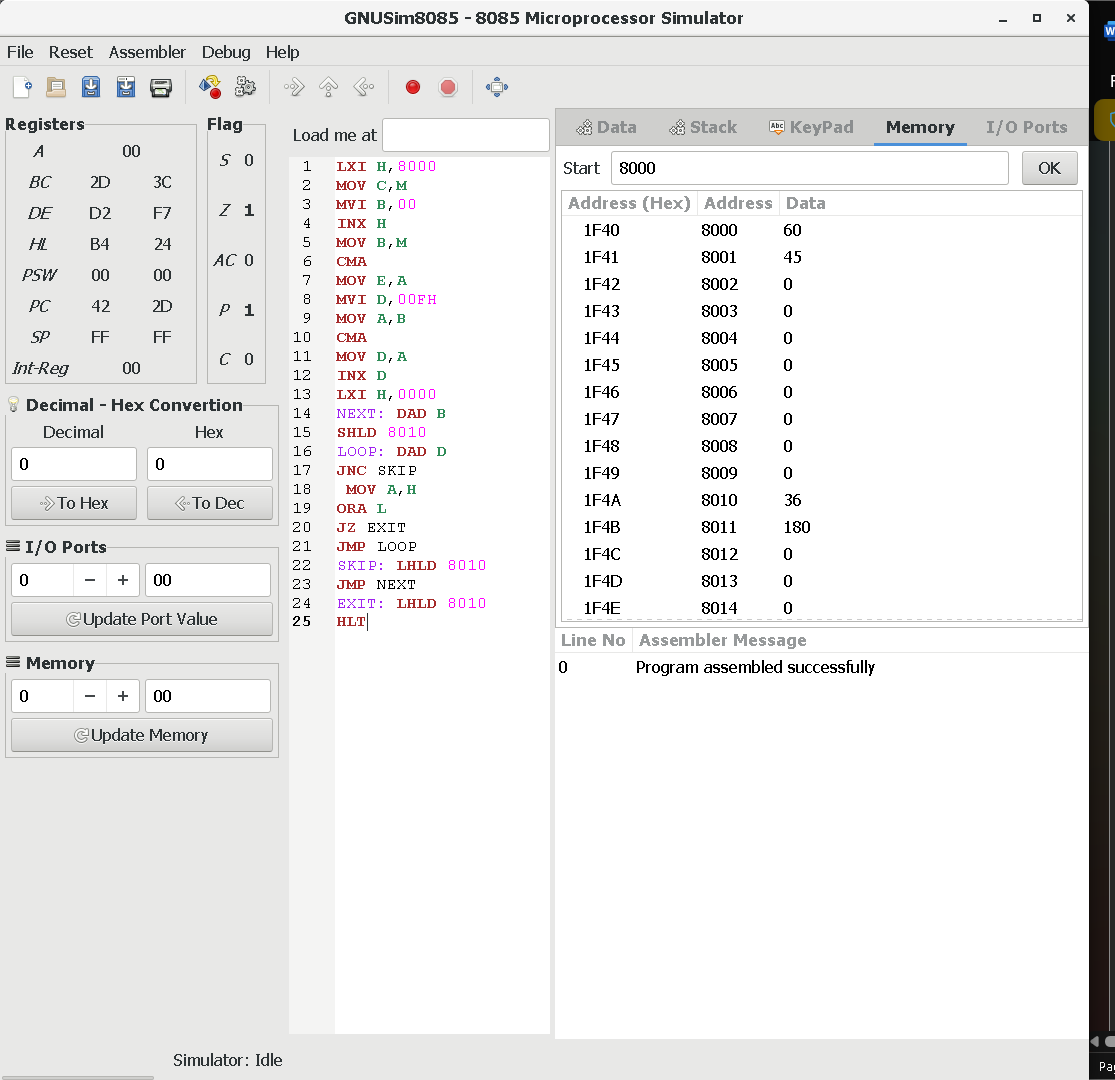 GNUSim8085 - 8085 Microprocessor Simulator
File Reset Assembler Debug Help
Registers
A 00
BC 2D 3C
DE D2 F7
HL B4 24
PSW 00 00
PC 42 2D
SP FF FF
Int-Reg 00
Flag
S 0
Z 1
AC 0
P 1
C 0
Decimal - Hex Convertion
Decimal Hex
0 0
To Hex To Dec
I/O Ports
0 − + 00
Update Port Value
Memory
0 − + 00
Update Memory
Load me at
1 LXI H,8000
2 MOV C,M
3 MVI B,00
4 INX H
5 MOV B,M
6 CMA
7 MOV E,A
8 MVI D,00FH
9 MOV A,B
10 CMA
11 MOV D,A
12 INX D
13 LXI H,0000
14 NEXT: DAD B
15 SHLD 8010
16 LOOP: DAD D
17 JNC SKIP
18 MOV A,H
19 ORA L
20 JZ EXIT
21 JMP LOOP
22 SKIP: LHLD 8010
23 JMP NEXT
24 EXIT: LHLD 8010
25 HLT
Data Stack Abc KeyPad Memory I/O Ports
Start 8000 OK
Address (Hex) Address Data
1F40 8000 60
1F41 8001 45
1F42 8002 0
1F43 8003 0
1F44 8004 0
1F45 8005 0
1F46 8006 0
1F47 8007 0
1F48 8008 0
1F49 8009 0
1F4A 8010 36
1F4B 8011 180
1F4C 8012 0
1F4D 8013 0
1F4E 8014 0
Line No Assembler Message
0 Program assembled successfully
Simulator: Idle